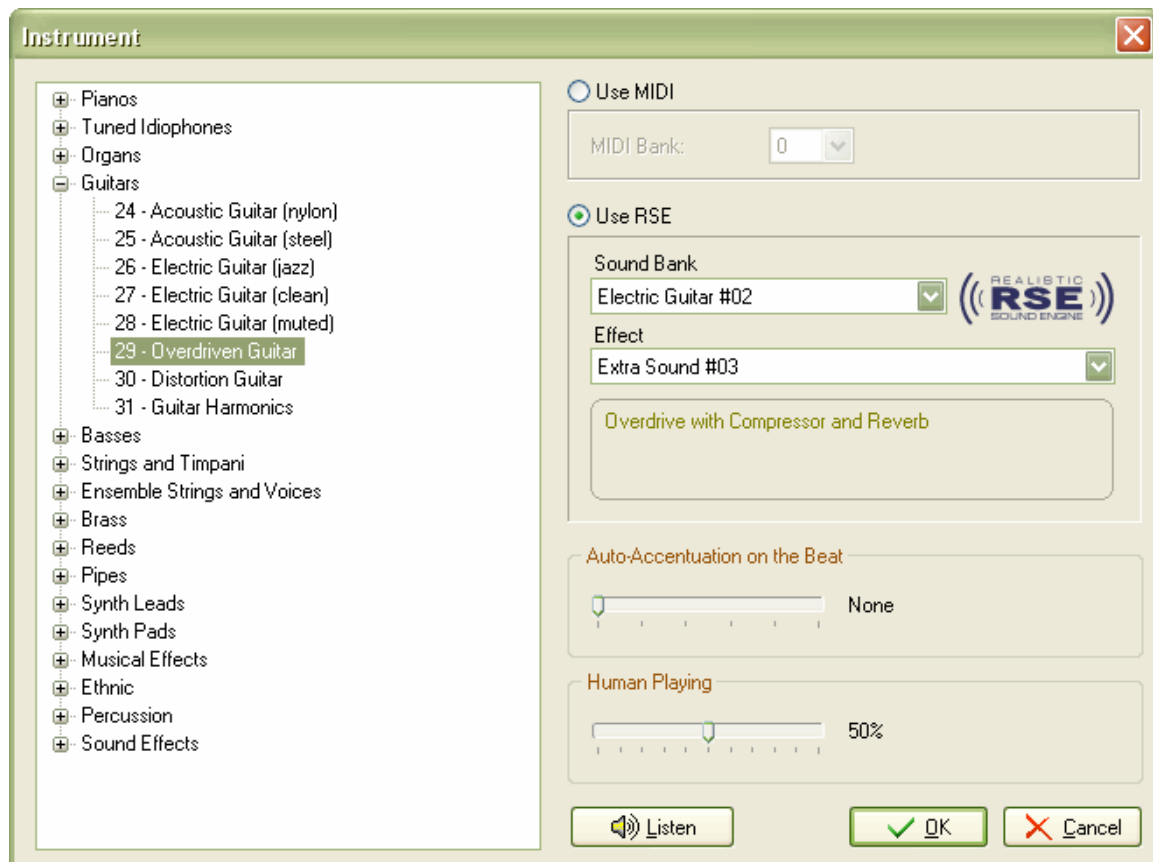 Instrument
Pianos
Tuned Idiophones
Organs
Guitars
24 - Acoustic Guitar (nylon)
25 - Acoustic Guitar (steel)
26 - Electric Guitar (jazz)
27 - Electric Guitar (clean)
28 - Electric Guitar (muted)
29 - Overdriven Guitar
30 - Distortion Guitar
31 - Guitar Harmonics
Basses
Strings and Timpani
Ensemble Strings and Voices
Brass
Reeds
Pipes
Synth Leads
Synth Pads
Musical Effects
Ethnic
Percussion
Sound Effects
Use MIDI
MIDI Bank: 0
Use RSE
Sound Bank
Electric Guitar #02
REALISTIC
RSE
SOUND ENGINE
Effect
Extra Sound #03
Overdrive with Compressor and Reverb
Auto-Accentuation on the Beat
None
Human Playing
50%
Listen
OK
Cancel